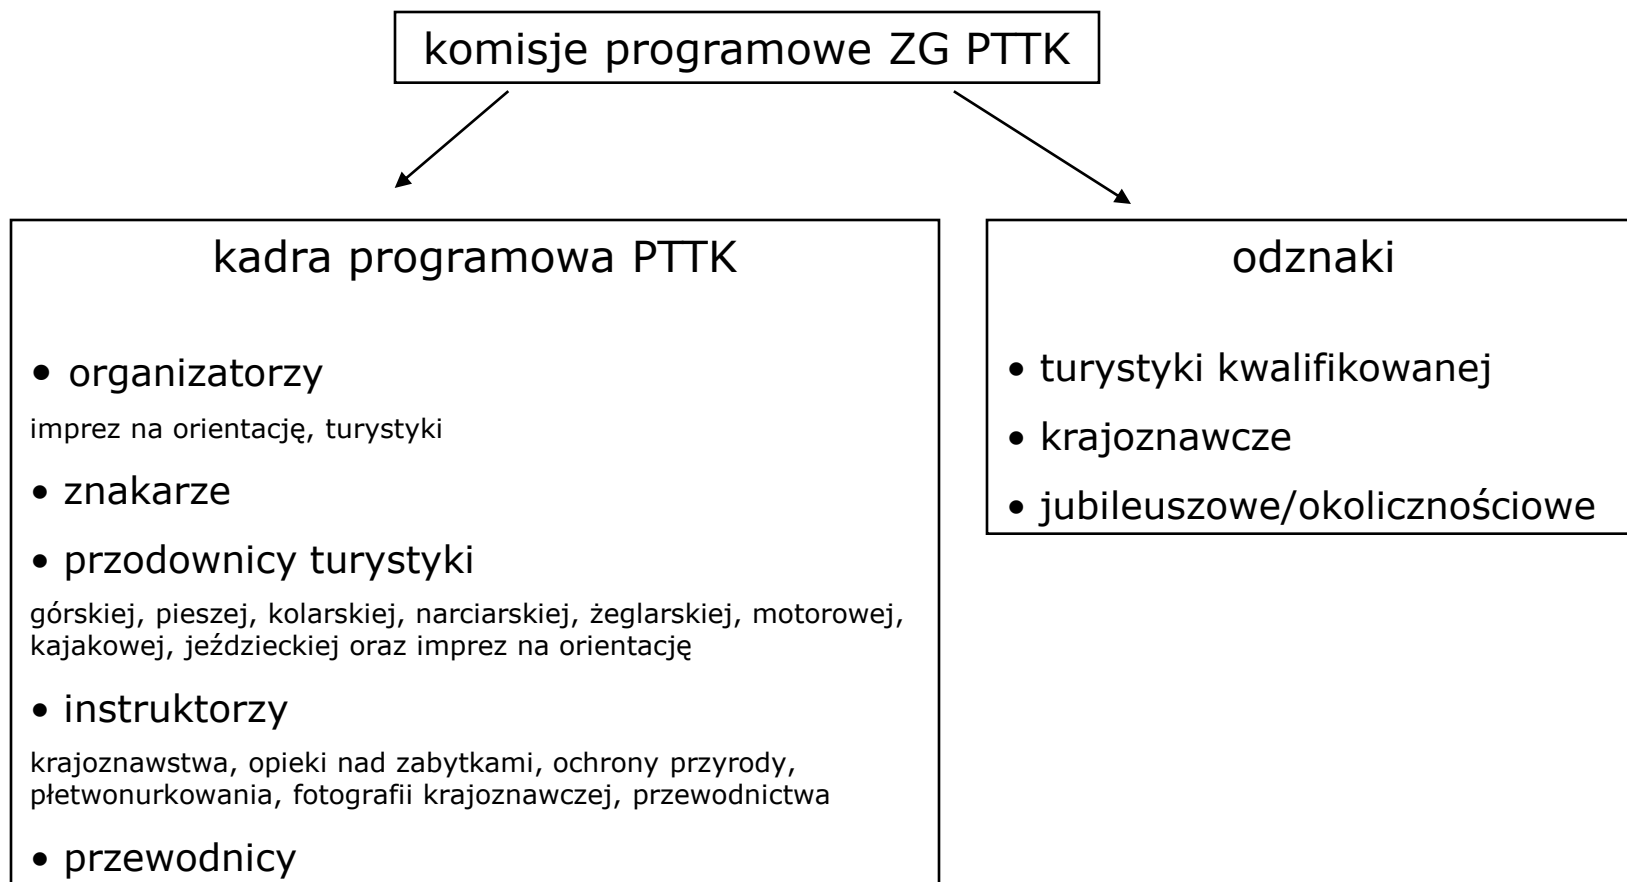 komisje programowe ZG PTTK
kadra programowa PTTK
• organizatorzy
imprez na orientację, turystyki
• znakarze
• przodownicy turystyki
górskiej, pieszej, kolarskiej, narciarskiej, żeglarskiej, motorowej,
kajakowej, jeździeckiej oraz imprez na orientację
• instruktorzy
krajoznawstwa, opieki nad zabytkami, ochrony przyrody,
płetwonurkowania, fotografii krajoznawczej, przewodnictwa
• przewodnicy
odznaki
• turystyki kwalifikowanej
• krajoznawcze
• jubileuszowe/okolicznościowe